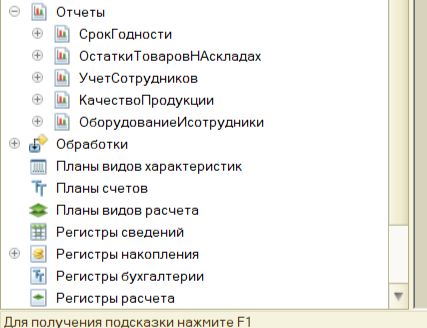 Отчеты
СрокГодности
ОстаткиТоваровНАскладах
УчетСотрудников
КачествоПродукции
ОборудованиеИсотрудники
Обработки
Планы видов характеристик
Планы счетов
Планы видов расчета
Регистры сведений
Регистры накопления
Регистры бухгалтерии
Регистры расчета
Для получения подсказки нажмите F1